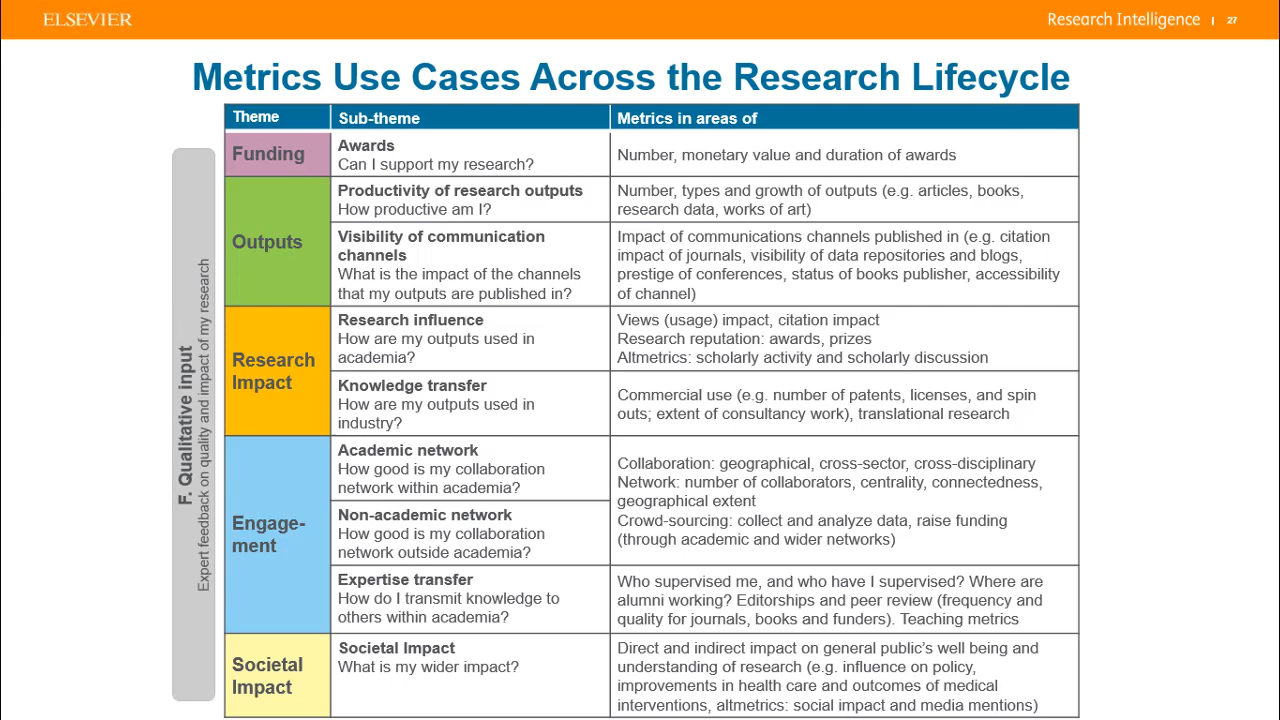 ELSEVIER
Research Intelligence | 27
Metrics Use Cases Across the Research Lifecycle
Theme
Sub-theme
Metrics in areas of
F. Qualitative input
Expert feedback on quality and impact of my research
Funding
Awards
Can I support my research?
Number, monetary value and duration of awards
Outputs
Productivity of research outputs
How productive am I?
Number, types and growth of outputs (e.g. articles, books,
research data, works of art)
Visibility of communication
channels
What is the impact of the channels
that my outputs are published in?
Impact of communications channels published in (e.g. citation
impact of journals, visibility of data repositories and blogs,
prestige of conferences, status of books publisher, accessibility
of channel)
Research
Impact
Research influence
How are my outputs used in
academia?
Views (usage) impact, citation impact
Research reputation: awards, prizes
Altmetrics: scholarly activity and scholarly discussion
Knowledge transfer
How are my outputs used in
industry?
Commercial use (e.g. number of patents, licenses, and spin
outs; extent of consultancy work), translational research
Engage-
ment
Academic network
How good is my collaboration
network within academia?
Non-academic network
How good is my collaboration
network outside academia?
Collaboration: geographical, cross-sector, cross-disciplinary
Network: number of collaborators, centrality, connectedness,
geographical extent
Crowd-sourcing: collect and analyze data, raise funding
(through academic and wider networks)
Expertise transfer
How do I transmit knowledge to
others within academia?
Who supervised me, and who have I supervised? Where are
alumni working? Editorships and peer review (frequency and
quality for journals, books and funders). Teaching metrics
Societal
Impact
Societal Impact
What is my wider impact?
Direct and indirect impact on general public's well being and
understanding of research (e.g. influence on policy,
improvements in health care and outcomes of medical
interventions, altmetrics: social impact and media mentions)